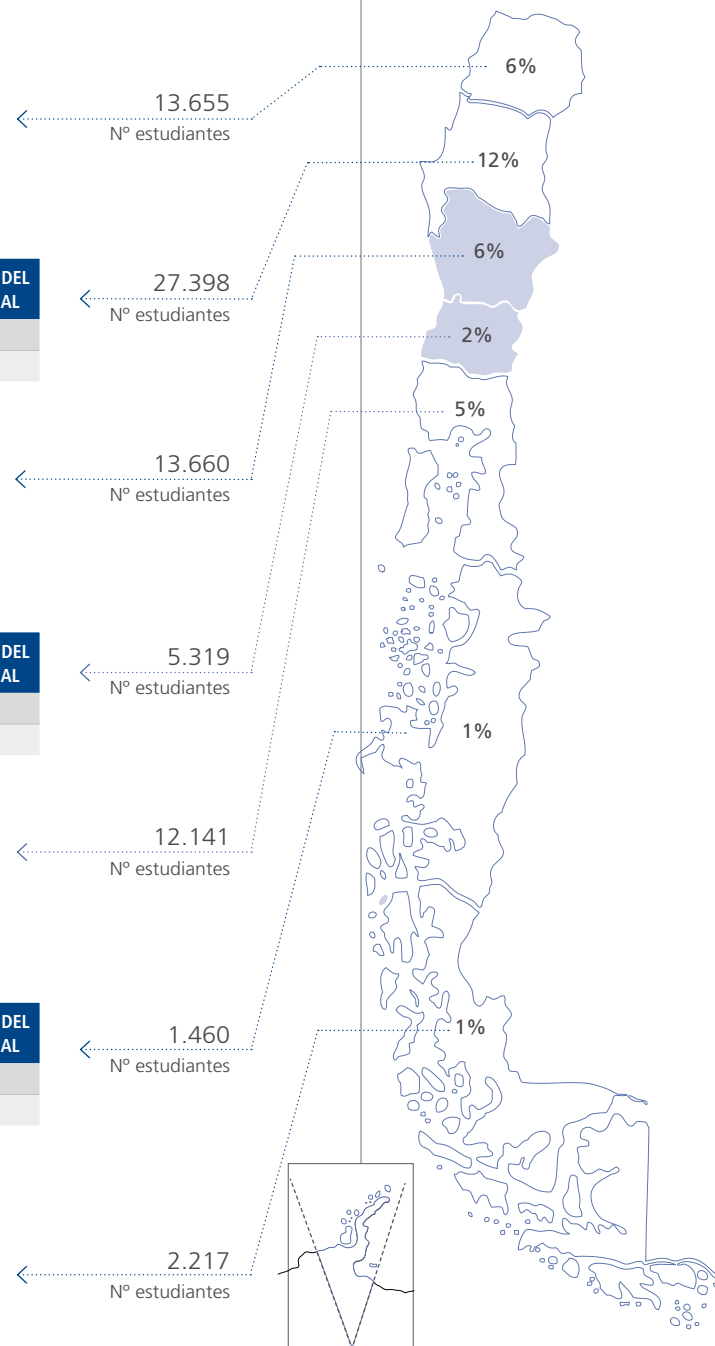 6%
13.655
Nº estudiantes
12%
DEL
AL
27.398
Nº estudiantes
6%
2%
5%
13.660
Nº estudiantes
DEL
AL
5.319
Nº estudiantes
1%
12.141
Nº estudiantes
DEL
AL
1.460
Nº estudiantes
1%
2.217
Nº estudiantes